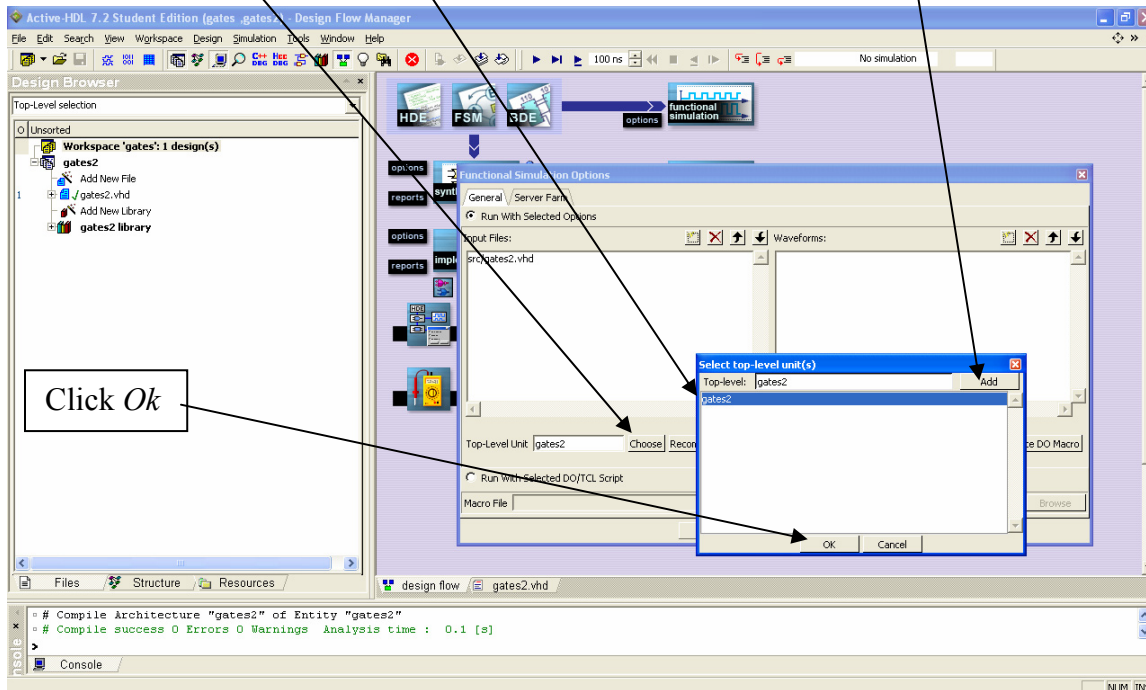 Active-HDL 7.2 Student Edition (gates ,gates2) - Design Flow Manager
File Edit Search View Workspace Design Simulation Tools Window Help
100 ns
No simulation
Design Browser
Top-Level selection
O Unsorted
Workspace 'gates': 1 design(s)
gates2
Add New File
1 gates2.vhd
Add New Library
gates2 library
HDE FSM BDE
options
functional
simulation
options
reports
options
reports
Functional Simulation Options
General Server Farm
Run With Selected Options
Input Files:
Waveforms:
src/gates2.vhd
Select top-level unit(s)
Top-level: gates2 Add
gates2
OK Cancel
Top-Level Unit gates2 Choose
DO Macro
Run With Selected DO/TCL Script
Macro File
Browse
Click Ok
Files Structure Resources
design flow gates2.vhd
# Compile Architecture "gates2" of Entity "gates2"
# Compile success 0 Errors 0 Warnings Analysis time : 0.1 [s]
>
Console
NUM